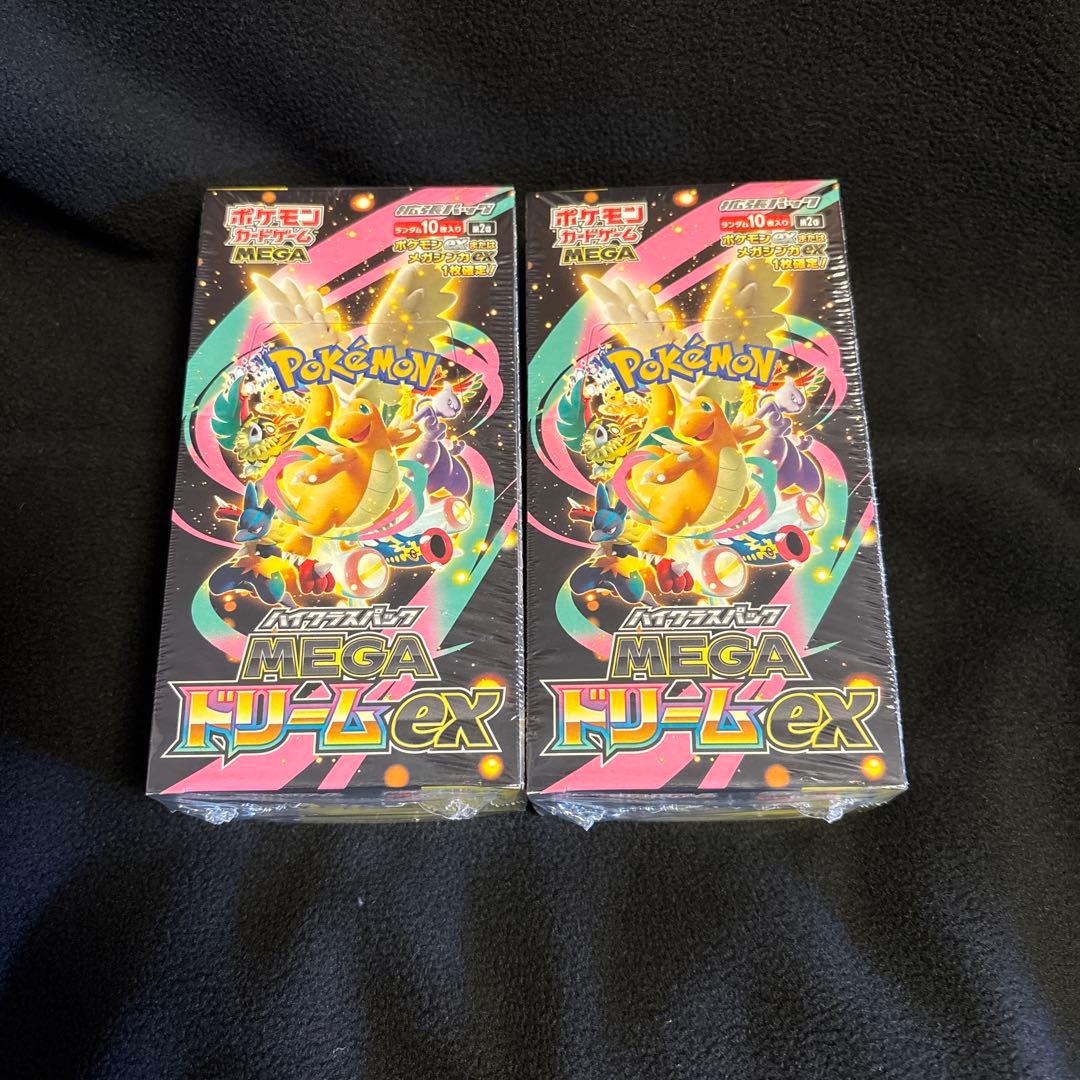 ポケモン
カードゲーム
MEGA
拡張パック
ランダム10枚入り
ポケモンexまたは
メガシンカex
1枚確定!
POKéMON
ハイクラスパック
MEGA
ドリームex
ポケモン
カードゲーム
MEGA
拡張パック
ランダム10枚入り
ポケモンexまたは
メガシンカex
1枚確定!
POKéMON
ハイクラスパック
MEGA
ドリームex